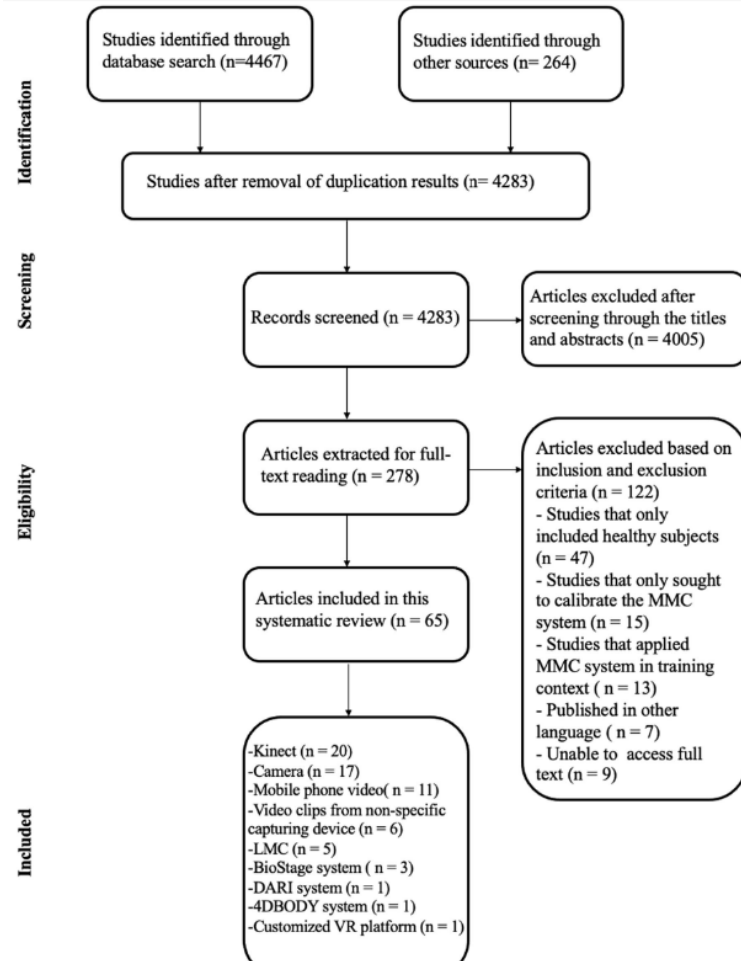 Studies identified through
database search (n=4467)
Studies identified through
other sources (n= 264)
Identification
Studies after removal of duplication results (n= 4283)
Screening
Records screened (n = 4283)
Articles excluded after
screening through the titles
and abstracts (n = 4005)
Eligibility
Articles extracted for full-
text reading (n = 278)
Articles excluded based on
inclusion and exclusion
criteria (n = 122)
- Studies that only
included healthy subjects
(n = 47)
- Studies that only sought
to calibrate the MMC
system (n = 15)
- Studies that applied
MMC system in training
context ( n = 13)
- Published in other
language ( n = 7)
- Unable to access full
text (n = 9)
Articles included in this
systematic review (n = 65)
Included
-Kinect (n = 20)
-Camera (n = 17)
-Mobile phone video( n = 11)
-Video clips from non-specific
capturing device (n = 6)
-LMC (n = 5)
-BioStage system ( n = 3)
-DARI system (n = 1)
-4DBODY system (n = 1)
-Customized VR platform (n = 1)